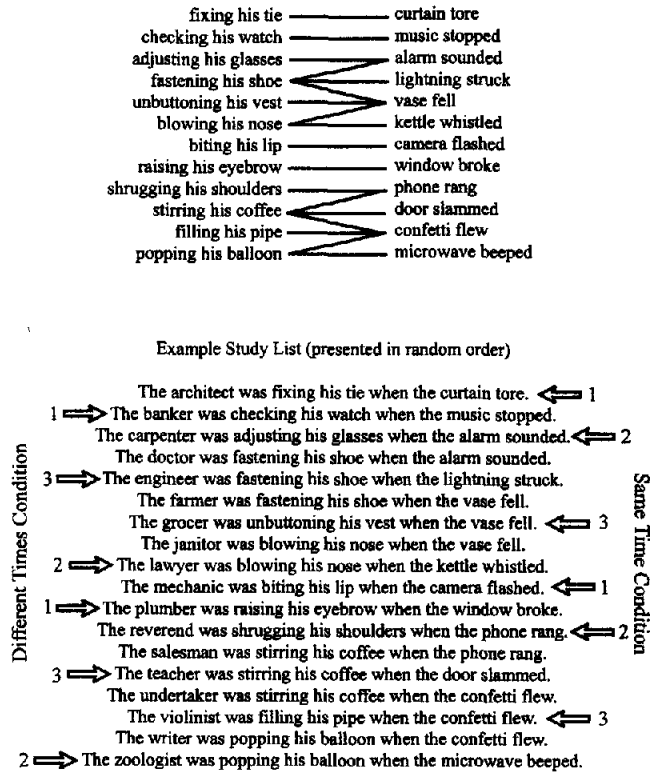 fixing his tie curtain tore
checking his watch music stopped
adjusting his glasses alarm sounded
fastening his shoe lightning struck
unbuttoning his vest vase fell
blowing his nose kettle whistled
biting his lip camera flashed
raising his eyebrow window broke
shrugging his shoulders phone rang
stirring his coffee door slammed
filling his pipe confetti flew
popping his balloon microwave beeped
Example Study List (presented in random order)
Different Times Condition
The architect was fixing his tie when the curtain tore. 1
1 The banker was checking his watch when the music stopped.
The carpenter was adjusting his glasses when the alarm sounded. 2
The doctor was fastening his shoe when the alarm sounded.
3 The engineer was fastening his shoe when the lightning struck.
The farmer was fastening his shoe when the vase fell.
The grocer was unbuttoning his vest when the vase fell. 3
The janitor was blowing his nose when the vase fell.
2 The lawyer was blowing his nose when the kettle whistled.
The mechanic was biting his lip when the camera flashed. 1
1 The plumber was raising his eyebrow when the window broke.
The reverend was shrugging his shoulders when the phone rang. 2
The salesman was stirring his coffee when the phone rang.
3 The teacher was stirring his coffee when the door slammed.
The undertaker was stirring his coffee when the confetti flew.
The violinist was filling his pipe when the confetti flew. 3
The writer was popping his balloon when the confetti flew.
2 The zoologist was popping his balloon when the microwave beeped.
Same Time Condition